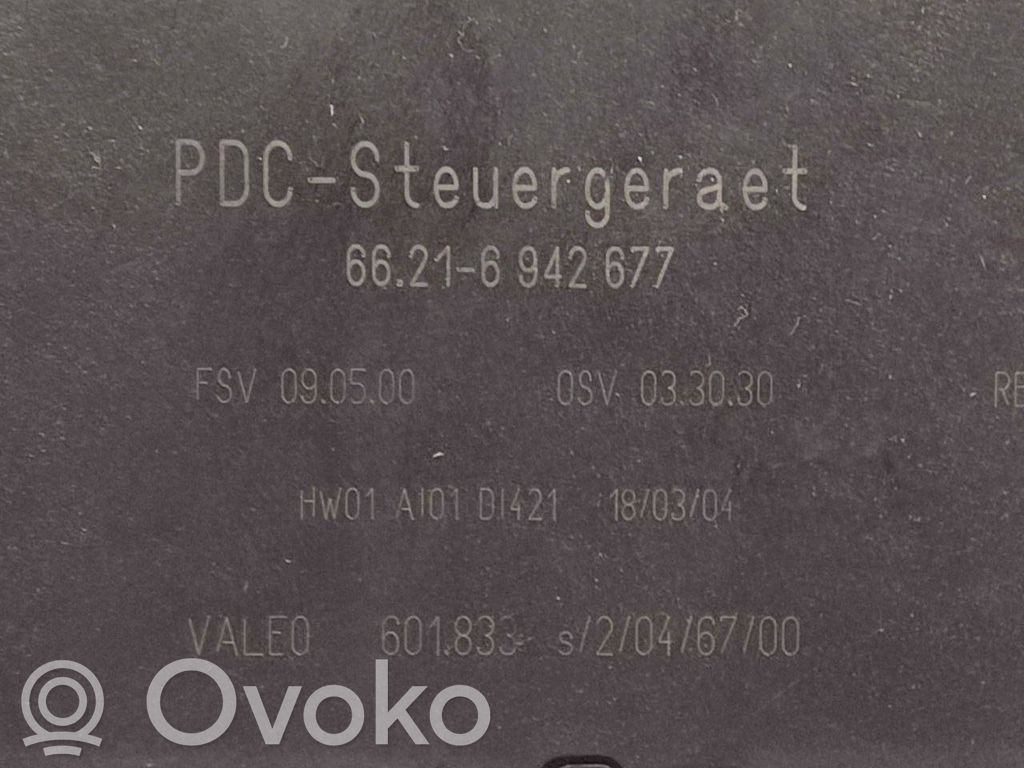 PDC-Steuergeraet
66.21-6 942 677
FSV 09.05.00 OSV 03.30.30 RE
HW01 AI01 DI421 18/03/04
VALEO 601.833 s/2/04/67/00
Ovoko